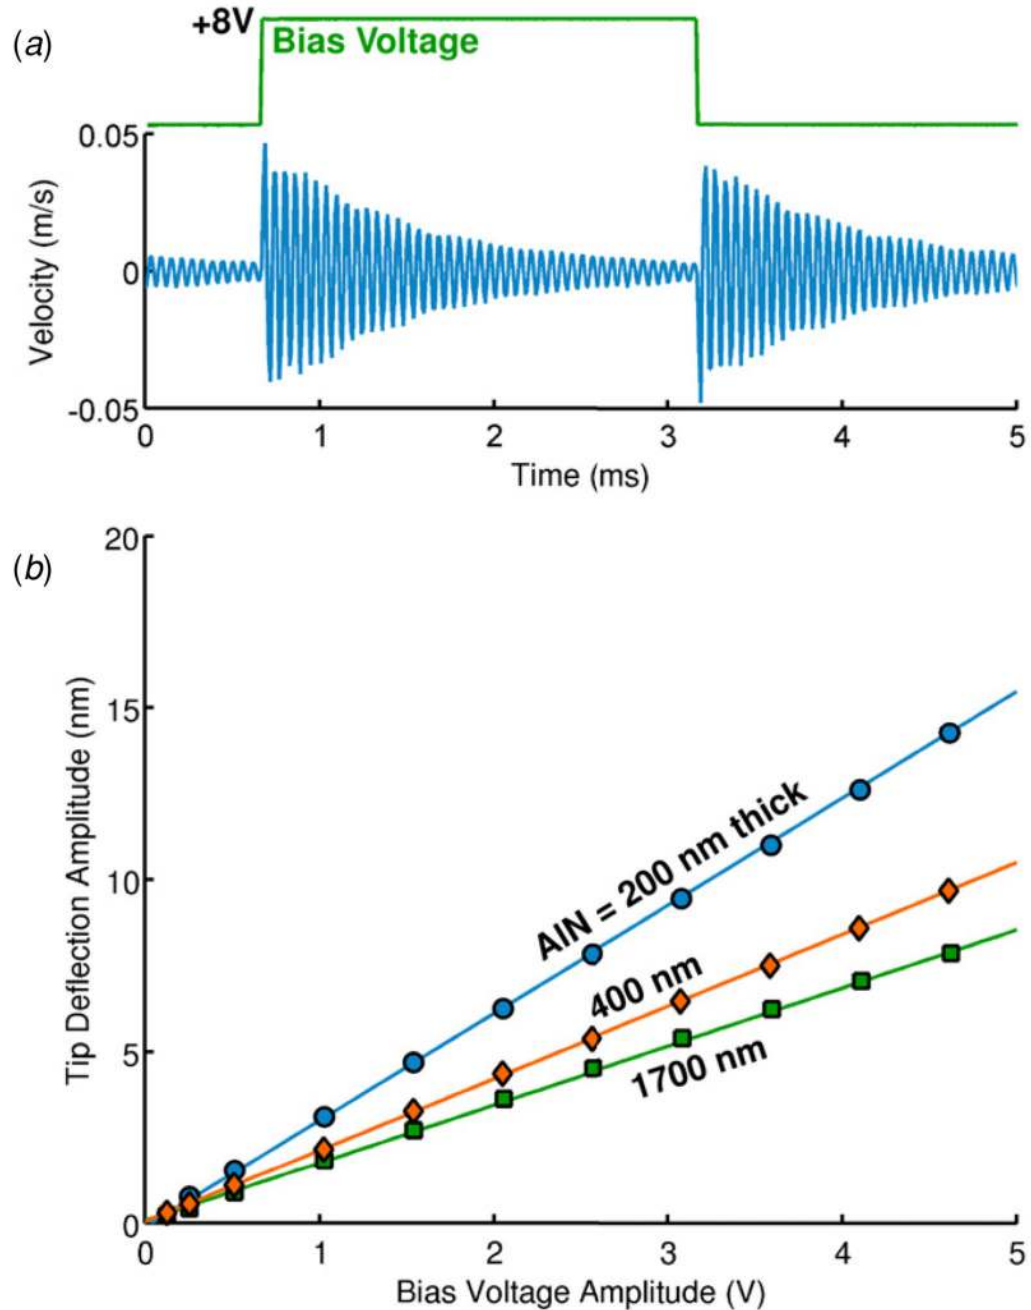 (a)
+8V
Bias Voltage
0.05
0
-0.05
Velocity (m/s)
0 1 2 3 4 5
Time (ms)
(b)
20
15
10
5
0
Tip Deflection Amplitude (nm)
AlN = 200 nm thick
400 nm
1700 nm
0 1 2 3 4 5
Bias Voltage Amplitude (V)